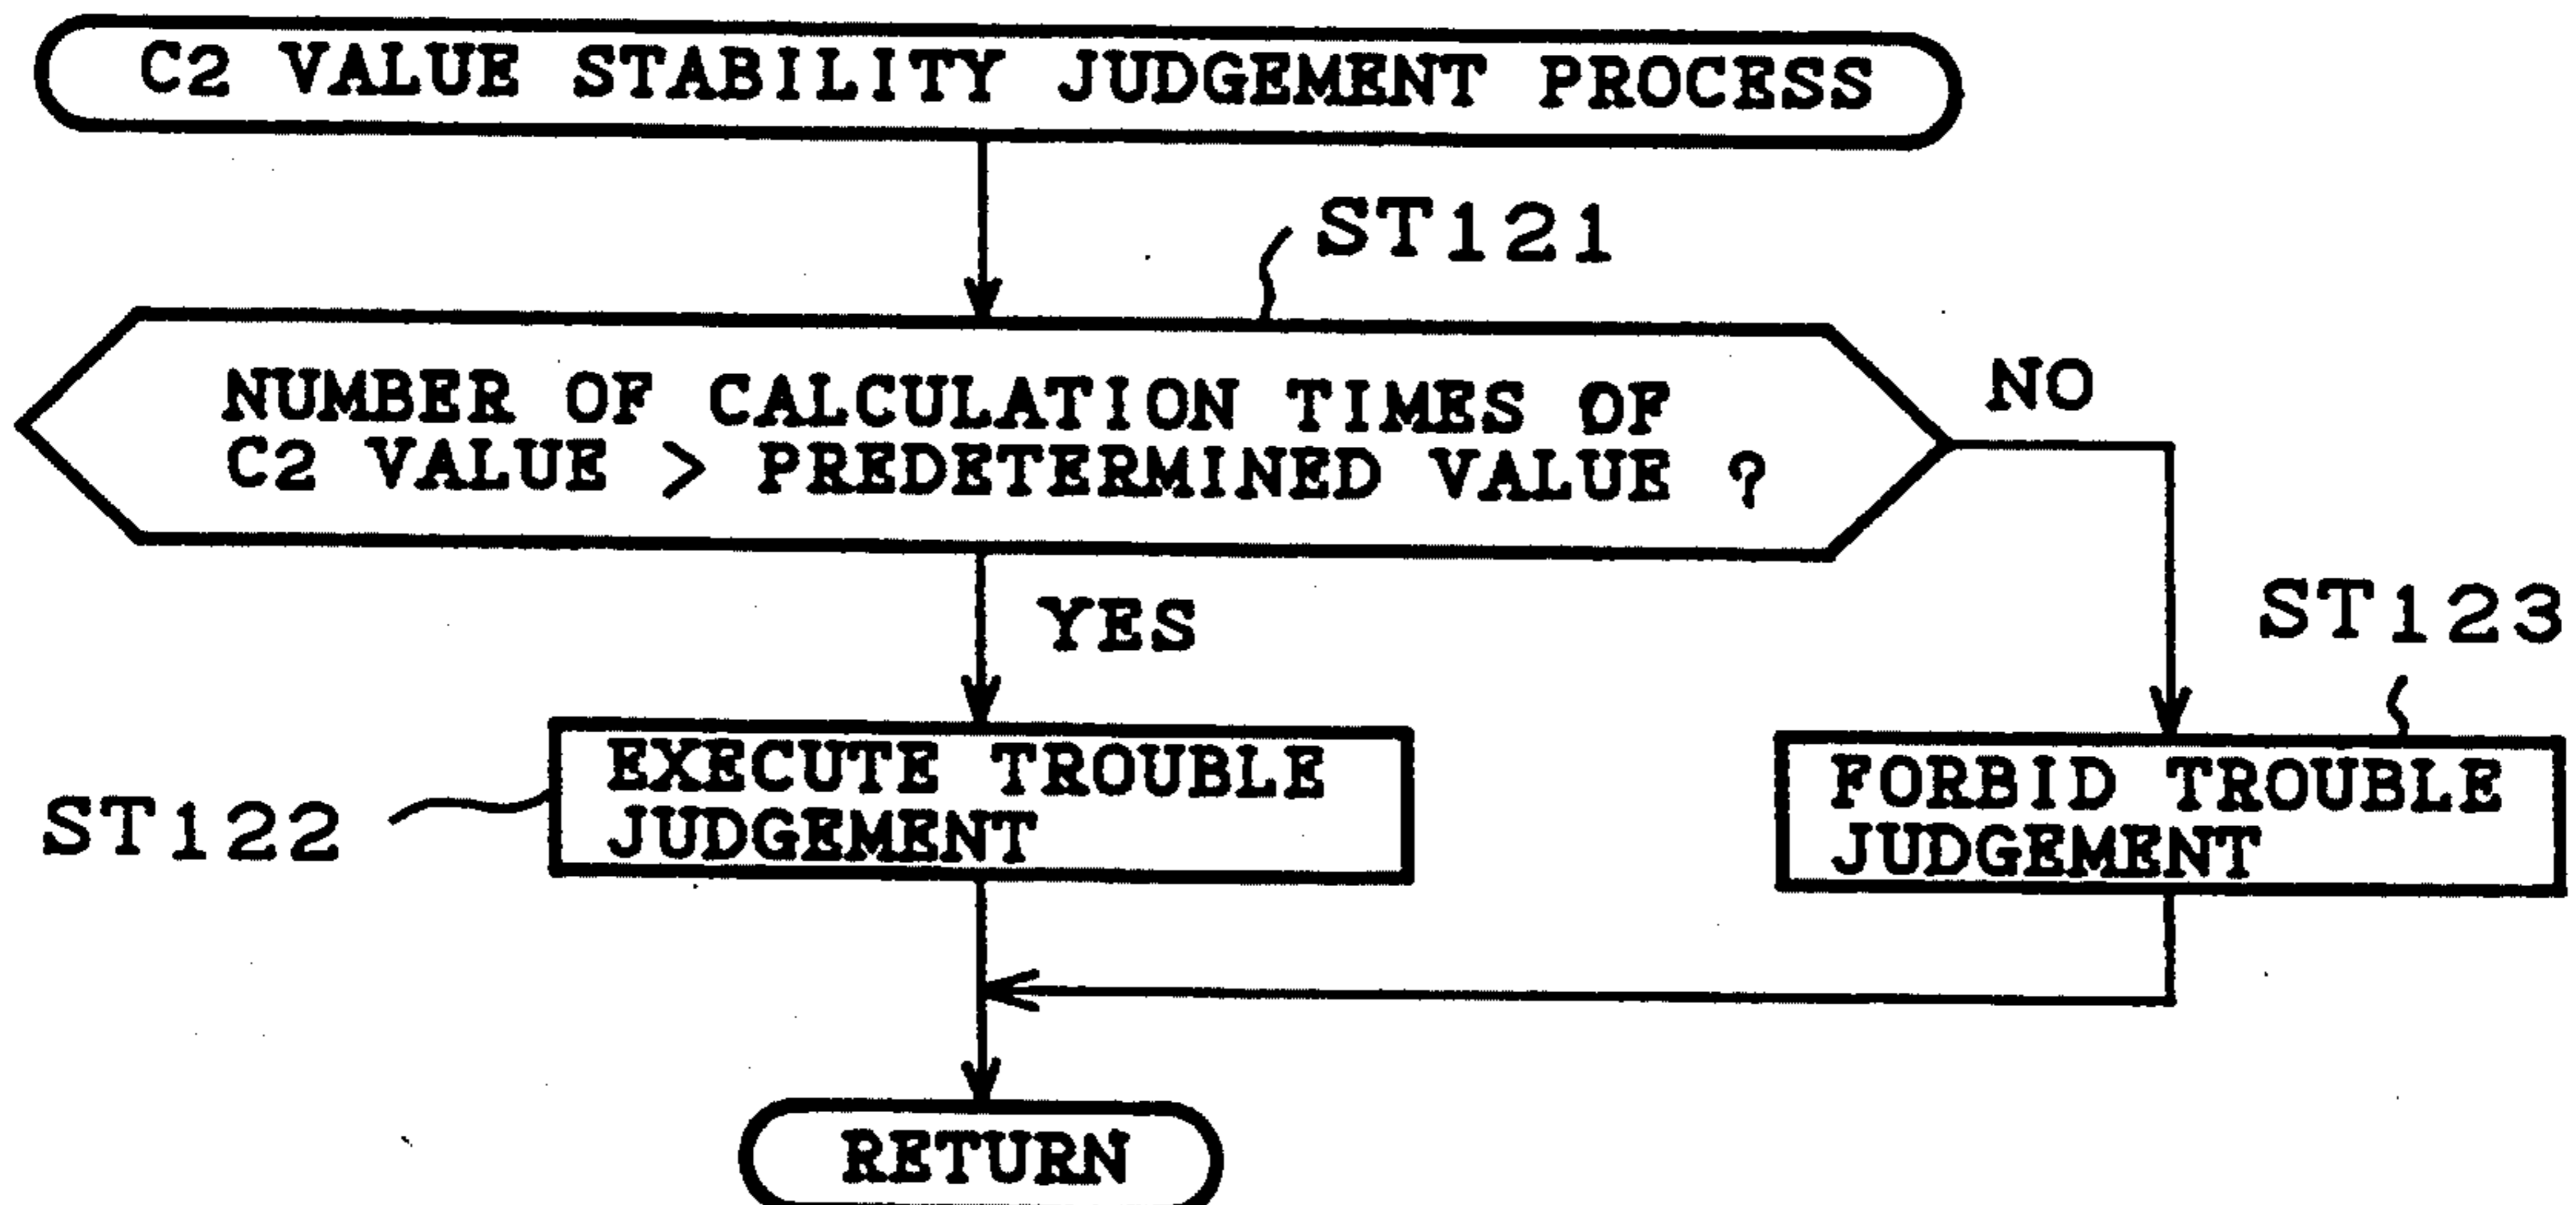 C2 VALUE STABILITY JUDGEMENT PROCESS
ST121
NUMBER OF CALCULATION TIMES OF
C2 VALUE > PREDETERMINED VALUE ?
NO
YES
ST123
EXECUTE TROUBLE
JUDGEMENT
FORBID TROUBLE
JUDGEMENT
ST122
RETURN